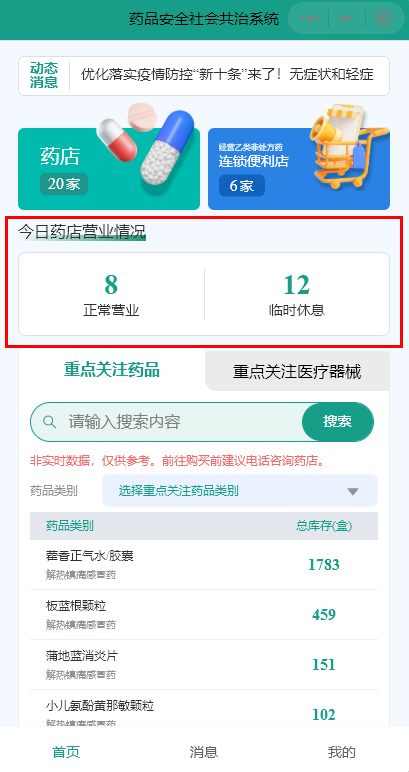 药品安全社会共治系统
动态
消息
优化落实疫情防控“新十条”来了！无症状和轻症
药店
20家
经营乙类非处方药
连锁便利店
6家
今日药店营业情况
8
正常营业
12
临时休息
重点关注药品
重点关注医疗器械
请输入搜索内容
搜索
非实时数据，仅供参考。前往购买前建议电话咨询药店。
药品类别
选择重点关注药品类别
药品类别
总库存(盒)
藿香正气水/胶囊
解热镇痛感冒药
1783
板蓝根颗粒
解热镇痛感冒药
459
蒲地蓝消炎片
解热镇痛感冒药
151
小儿氨酚黄那敏颗粒
解热镇痛感冒药
102
首页
消息
我的